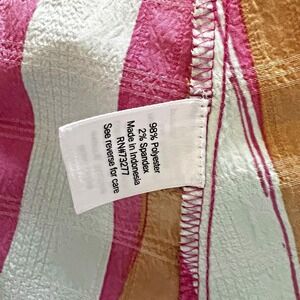 98% Polyester
2% Spandex
Made in Indonesia
RN#73277
See reverse for care